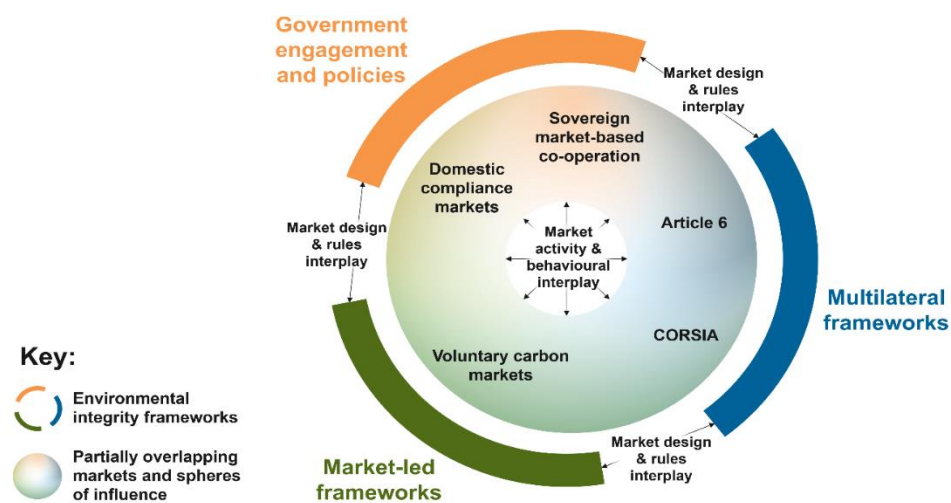 Government
engagement
and policies
Market design
& rules
interplay
Sovereign
market-based
co-operation
Domestic
compliance
markets
Article 6
Market design
& rules
interplay
Market
activity &
behavioural
interplay
Multilateral
frameworks
CORSIA
Voluntary carbon
markets
Key:
Environmental
integrity frameworks
Market design
& rules
interplay
Partially overlapping
markets and spheres
of influence
Market-led
frameworks